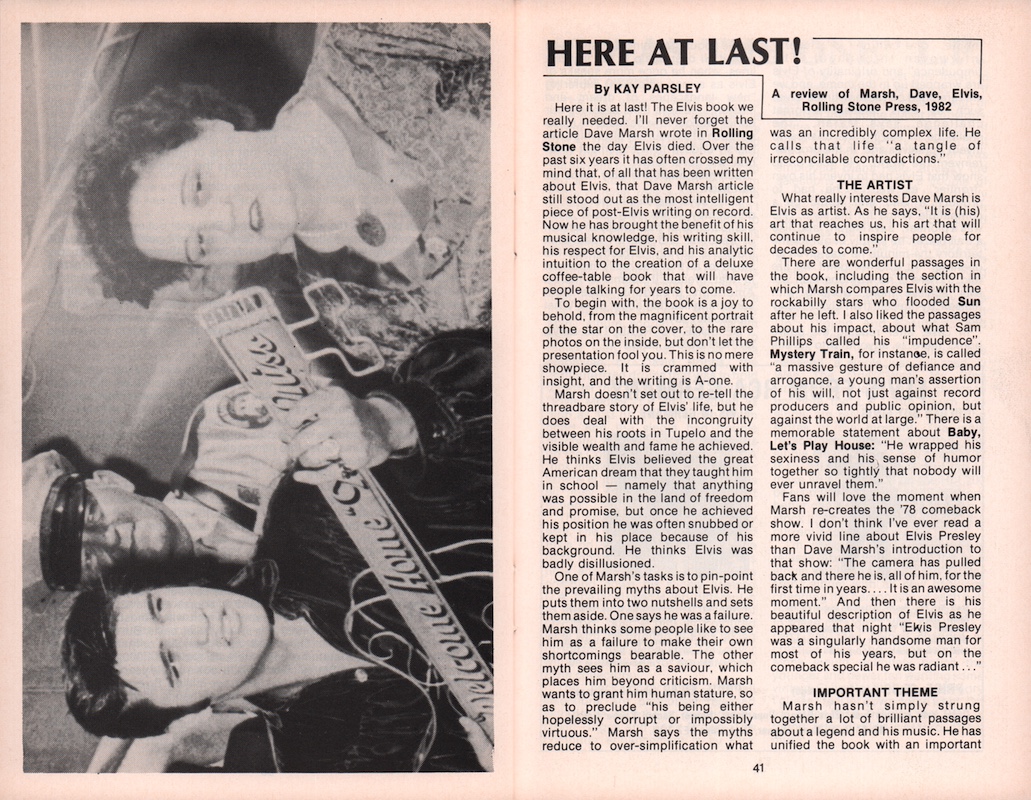 Welcome Home Elvis
HERE AT LAST!
By KAY PARSLEY
A review of Marsh, Dave, Elvis,
Rolling Stone Press, 1982
Here it is at last! The Elvis book we
really needed. I'll never forget the
article Dave Marsh wrote in Rolling
Stone the day Elvis died. Over the
past six years it has often crossed my
mind that, of all that has been written
about Elvis, that Dave Marsh article
still stood out as the most intelligent
piece of post-Elvis writing on record.
Now he has brought the benefit of his
musical knowledge, his writing skill,
his respect for Elvis, and his analytic
intuition to the creation of a deluxe
coffee-table book that will have
people talking for years to come.
To begin with, the book is a joy to
behold, from the magnificent portrait
of the star on the cover, to the rare
photos on the inside, but don't let the
presentation fool you. This is no mere
showpiece. It is crammed with
insight, and the writing is A-one.
Marsh doesn't set out to re-tell the
threadbare story of Elvis' life, but he
does deal with the incongruity
between his roots in Tupelo and the
visible wealth and fame he achieved.
He thinks Elvis believed the great
American dream that they taught him
in school — namely that anything
was possible in the land of freedom
and promise, but once he achieved
his position he was often snubbed or
kept in his place because of his
background. He thinks Elvis was
badly disillusioned.
One of Marsh's tasks is to pin-point
the prevailing myths about Elvis. He
puts them into two nutshells and sets
them aside. One says he was a failure.
Marsh thinks some people like to see
him as a failure to make their own
shortcomings bearable. The other
myth sees him as a saviour, which
places him beyond criticism. Marsh
wants to grant him human stature, so
as to preclude "his being either
hopelessly corrupt or impossibly
virtuous." Marsh says the myths
reduce to over-simplification what
was an incredibly complex life. He
calls that life "a tangle of
irreconcilable contradictions."
THE ARTIST
What really interests Dave Marsh is
Elvis as artist. As he says, "It is (his)
art that reaches us, his art that will
continue to inspire people for
decades to come."
There are wonderful passages in
the book, including the section in
which Marsh compares Elvis with the
rockabilly stars who flooded Sun
after he left. I also liked the passages
about his impact, about what Sam
Phillips called his "impudence".
Mystery Train, for instance, is called
"a massive gesture of defiance and
arrogance, a young man's assertion
of his will, not just against record
producers and public opinion, but
against the world at large." There is a
memorable statement about Baby,
Let's Play House: "He wrapped his
sexiness and his sense of humor
together so tightly that nobody will
ever unravel them."
Fans will love the moment when
Marsh re-creates the '78 comeback
show. I don't think I've ever read a
more vivid line about Elvis Presley
than Dave Marsh's introduction to
that show: "The camera has pulled
back and there he is, all of him, for the
first time in years. . . . It is an awesome
moment." And then there is his
beautiful description of Elvis as he
appeared that night "Elvis Presley
was a singularly handsome man for
most of his years, but on the
comeback special he was radiant . . ."
IMPORTANT THEME
Marsh hasn't simply strung
together a lot of brilliant passages
about a legend and his music. He has
unified the book with an important
41